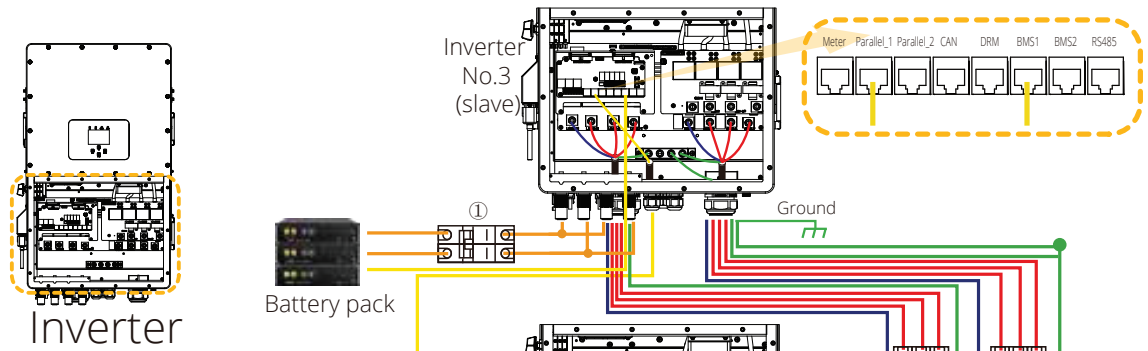 Inverter
No.3
(slave)
Meter Parallel_1 Parallel_2 CAN DRM BMS1 BMS2 RS485
①
Ground
Battery pack
Inverter